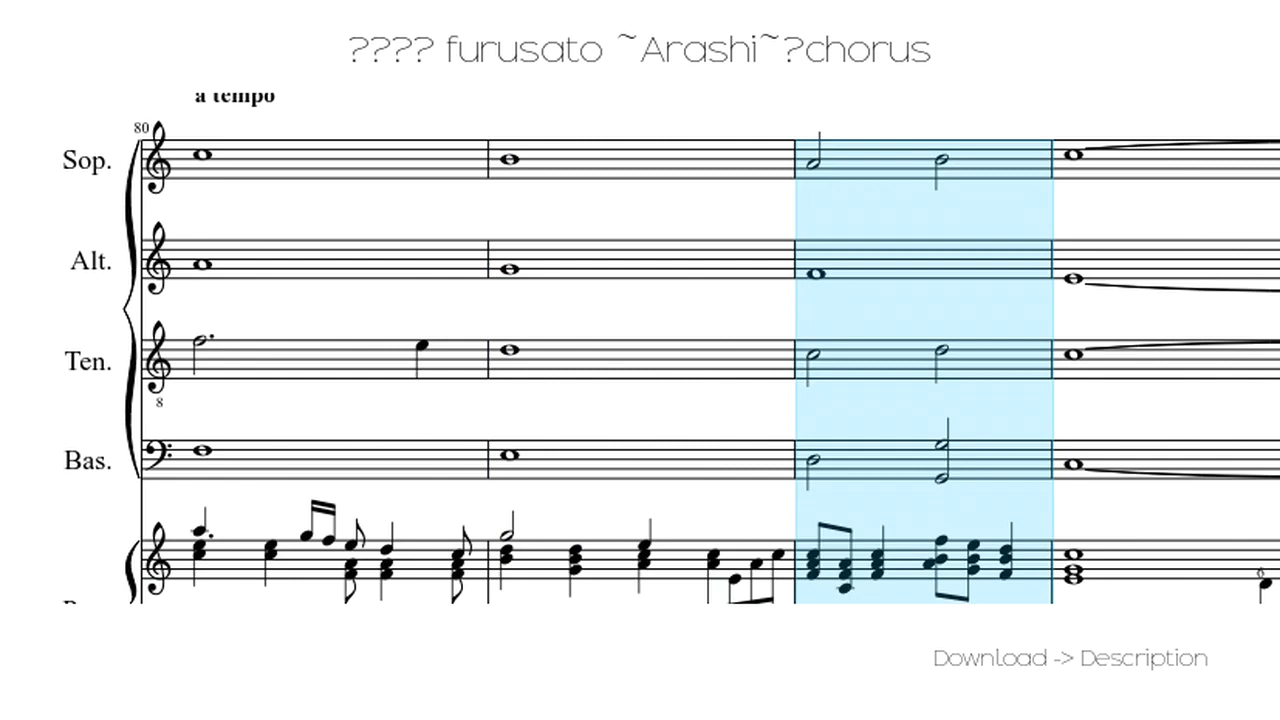 ???? furusato ~Arashi~?chorus
a tempo
80
Sop.
Alt.
Ten.
8
Bas.
Download -> Description